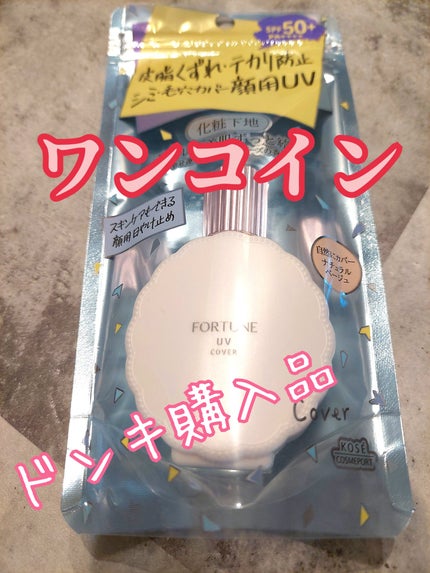 SPF50+
皮脂くずれ・テカリ防止
シミ・毛穴カバー 顔用UV
化粧下地
ワンコイン
スキンケアもできる
顔用日やけ止め
自然にカバー
ナチュラル
ベージュ
FORTUNE
UV
COVER
ドンキ購入品
Cover
KOSÉ
COSMEPORT